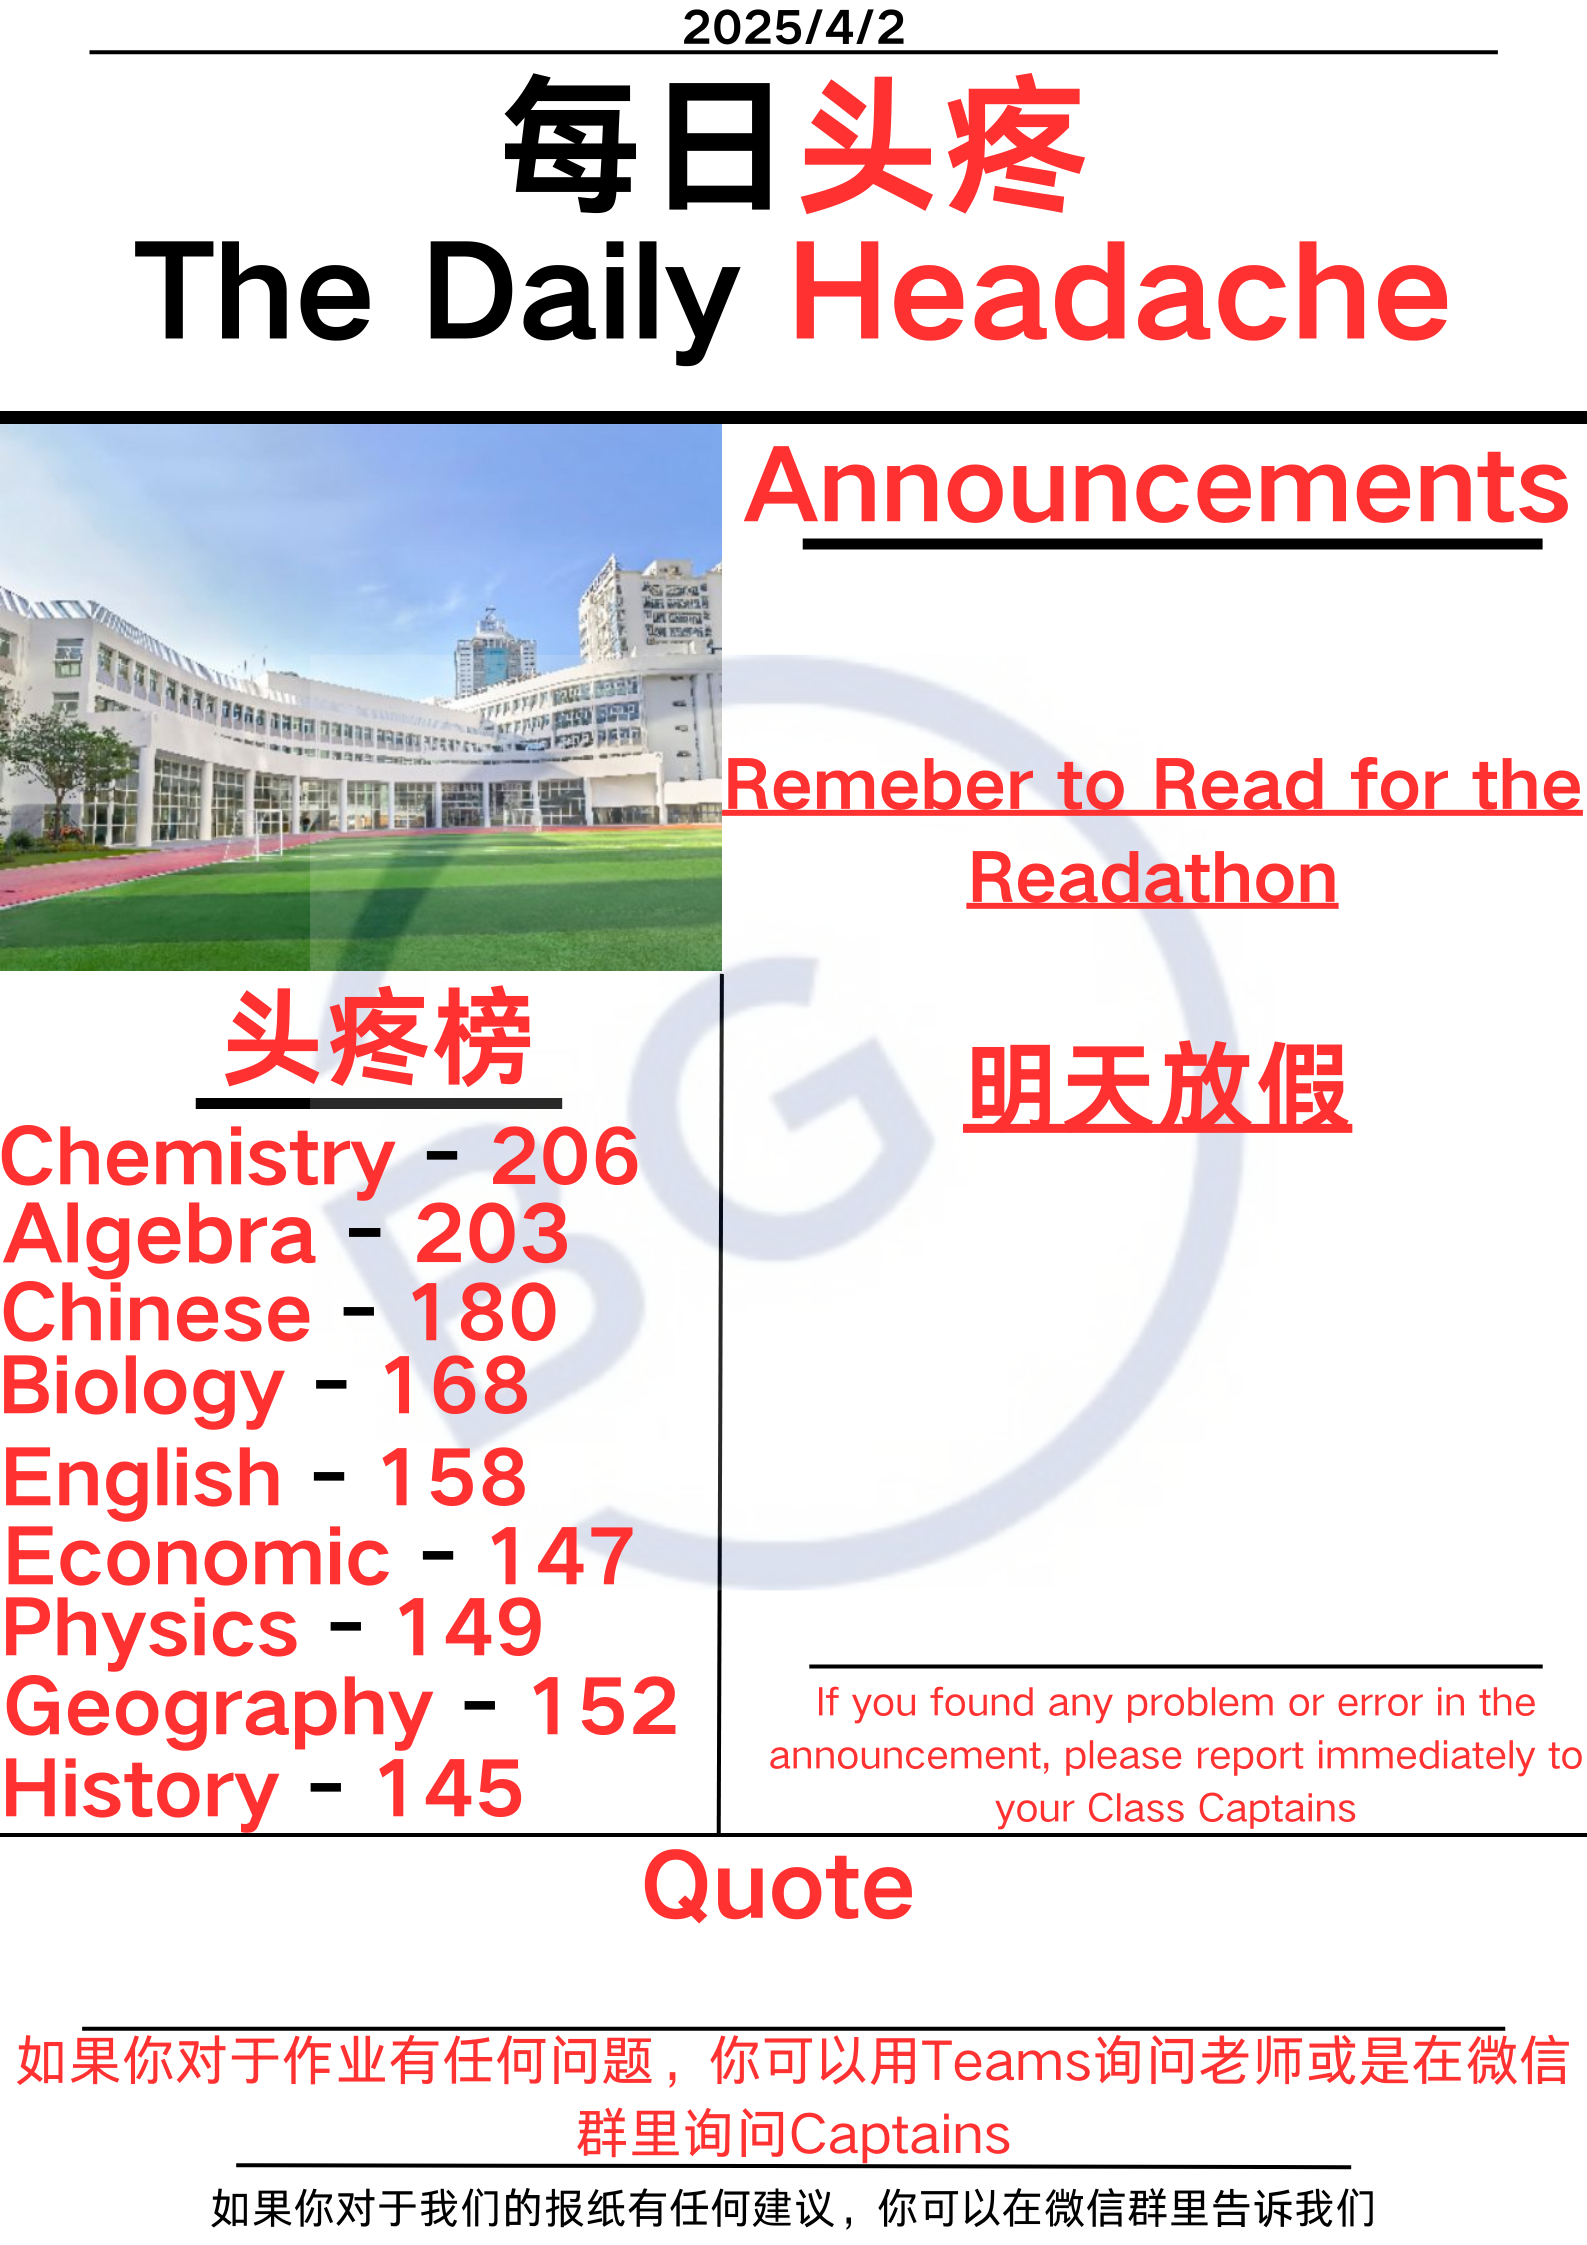 2025/4/2
每日头疼
The Daily Headache
Announcements
Remeber to Read for the
Readathon
明天放假
头疼榜
Chemistry - 206
Algebra - 203
Chinese - 180
Biology - 168
English - 158
Economic - 147
Physics - 149
Geography - 152
History - 145
BG
If you found any problem or error in the
announcement, please report immediately to
your Class Captains
Quote
如果你对于作业有任何问题，你可以用Teams询问老师或是在微信
群里询问Captains
如果你对于我们的报纸有任何建议，你可以在微信群里告诉我们